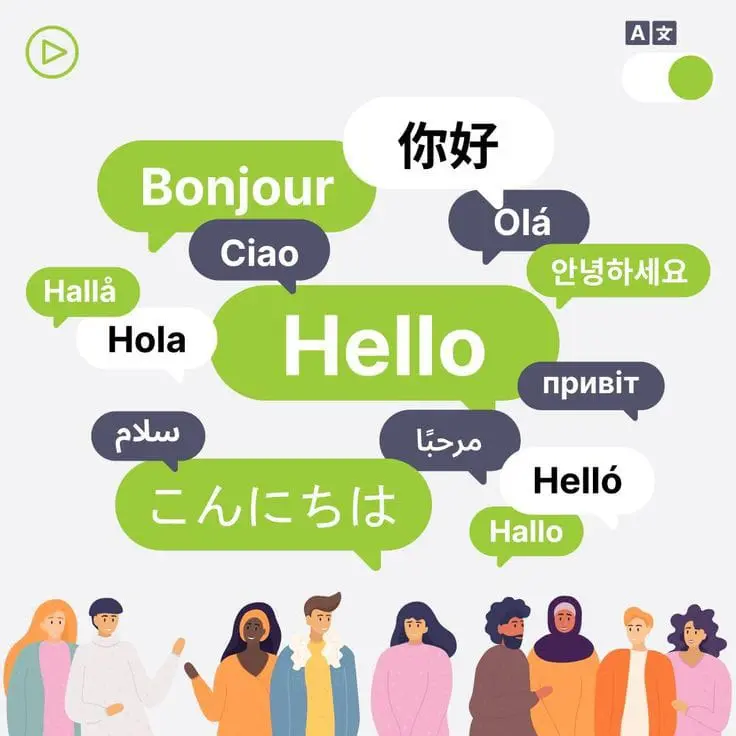 A 文
你好
Bonjour
Olá
Ciao
안녕하세요
Hallå
Hola
Hello
привіт
سلام
مرحبًا
Helló
こんにちは
Hallo